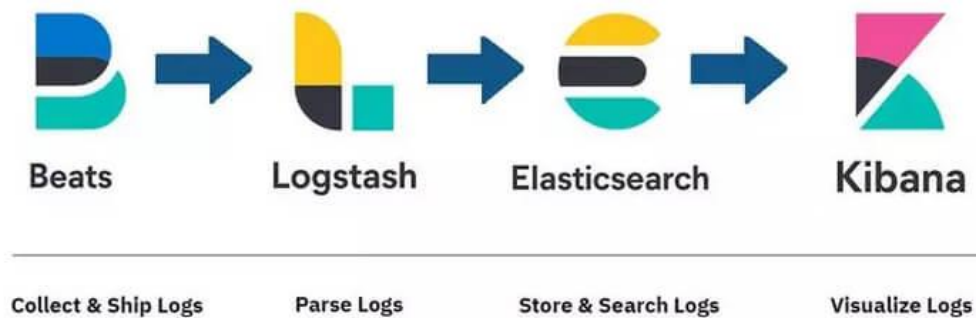 Beats
Logstash
Elasticsearch
Kibana
Collect & Ship Logs
Parse Logs
Store & Search Logs
Visualize Logs